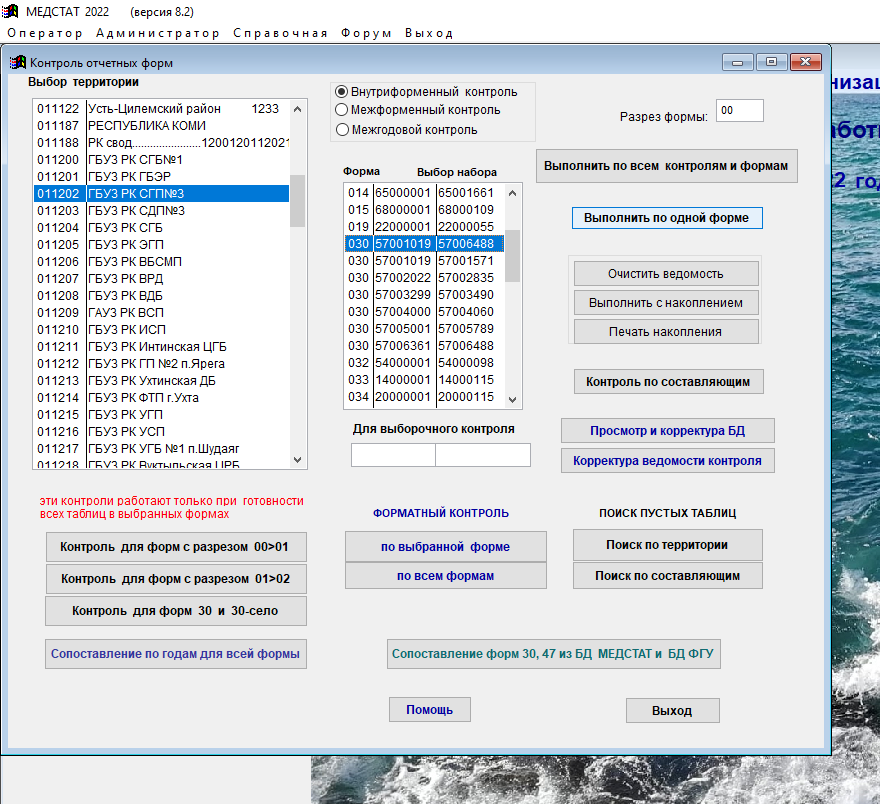 МЕДСТАТ 2022 (версия 8.2)
Оператор Администратор Справочная Форум Выход
Контроль отчетных форм
Выбор территории
011122 Усть-Цилемский район 1233
011187 РЕСПУБЛИКА КОМИ
011188 РК свод......................1200120112021
011200 ГБУЗ РК СГБ№1
011201 ГБУЗ РК ГБЭР
011202 ГБУЗ РК СГП№3
011203 ГБУЗ РК СДП№3
011204 ГБУЗ РК СГБ
011205 ГБУЗ РК ЭГП
011206 ГБУЗ РК ВБСМП
011207 ГБУЗ РК ВРД
011208 ГБУЗ РК ВДБ
011209 ГАУЗ РК ВСП
011210 ГБУЗ РК ИСП
011211 ГБУЗ РК Интинская ЦГБ
011212 ГБУЗ РК ГП №2 п.Ярега
011213 ГБУЗ РК Ухтинская ДБ
011214 ГБУЗ РК ФТП г.Ухта
011215 ГБУЗ РК УГП
011216 ГБУЗ РК УСП
011217 ГБУЗ РК УГБ №1 п.Шудаяг
011218 ГБУЗ РК Вуктыльская ЦРБ
Внутриформенный контроль
Межформенный контроль
Межгодовой контроль
Разрез формы: 00
Форма Выбор набора
014 65000001 65001661
015 68000001 68000109
019 22000001 22000055
030 57001019 57006488
030 57001019 57001571
030 57002022 57002835
030 57003299 57003490
030 57004000 57004060
030 57005001 57005789
030 57006361 57006488
032 54000001 54000098
033 14000001 14000115
034 20000001 20000115
Для выборочного контроля
Выполнить по всем контролям и формам
Выполнить по одной форме
Очистить ведомость
Выполнить с накоплением
Печать накопления
Контроль по составляющим
Просмотр и корректура БД
Корректура ведомости контроля
эти контроли работают только при готовности
всех таблиц в выбранных формах
Контроль для форм с разрезом 00>01
Контроль для форм с разрезом 01>02
Контроль для форм 30 и 30-село
Сопоставление по годам для всей формы
ФОРМАТНЫЙ КОНТРОЛЬ
по выбранной форме
по всем формам
ПОИСК ПУСТЫХ ТАБЛИЦ
Поиск по территории
Поиск по составляющим
Сопоставление форм 30, 47 из БД МЕДСТАТ и БД ФГУ
Помощь
Выход